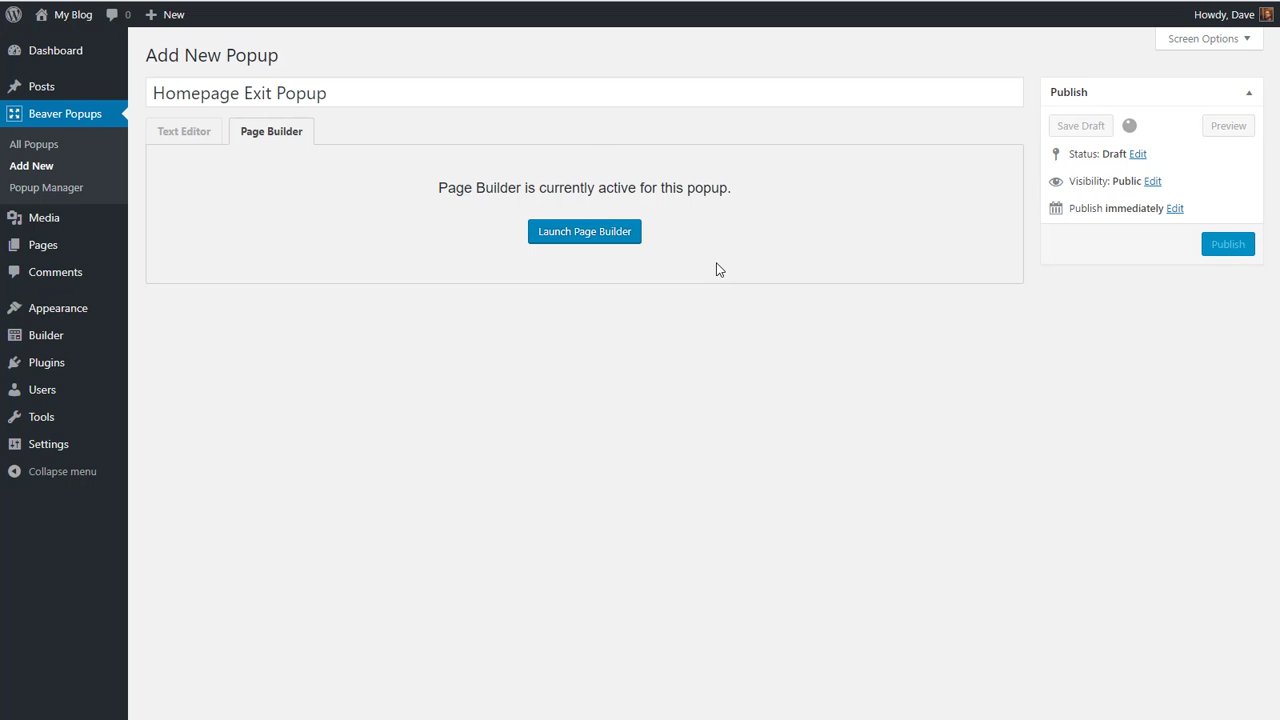 My Blog 0 New Howdy, Dave
Screen Options
Dashboard
Posts
Beaver Popups
All Popups
Add New
Popup Manager
Media
Pages
Comments
Appearance
Builder
Plugins
Users
Tools
Settings
Collapse menu
Add New Popup
Homepage Exit Popup
Text Editor Page Builder
Page Builder is currently active for this popup.
Launch Page Builder
Publish
Save Draft Preview
Status: Draft Edit
Visibility: Public Edit
Publish immediately Edit
Publish